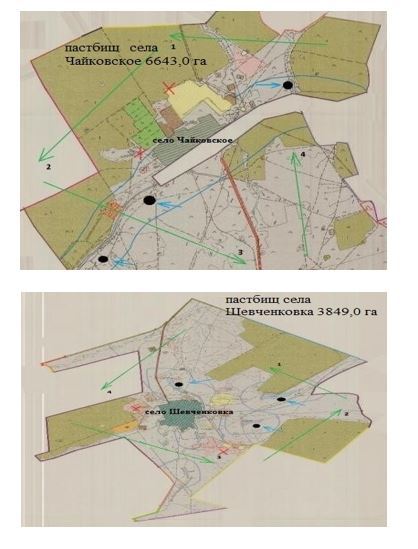 пастбищ села 1
Чайковское 6643,0 га
село Чайковское
2
4
3
пастбищ села
Шевченковка 3849,0 га
1
4
село Шевченковка
2
3